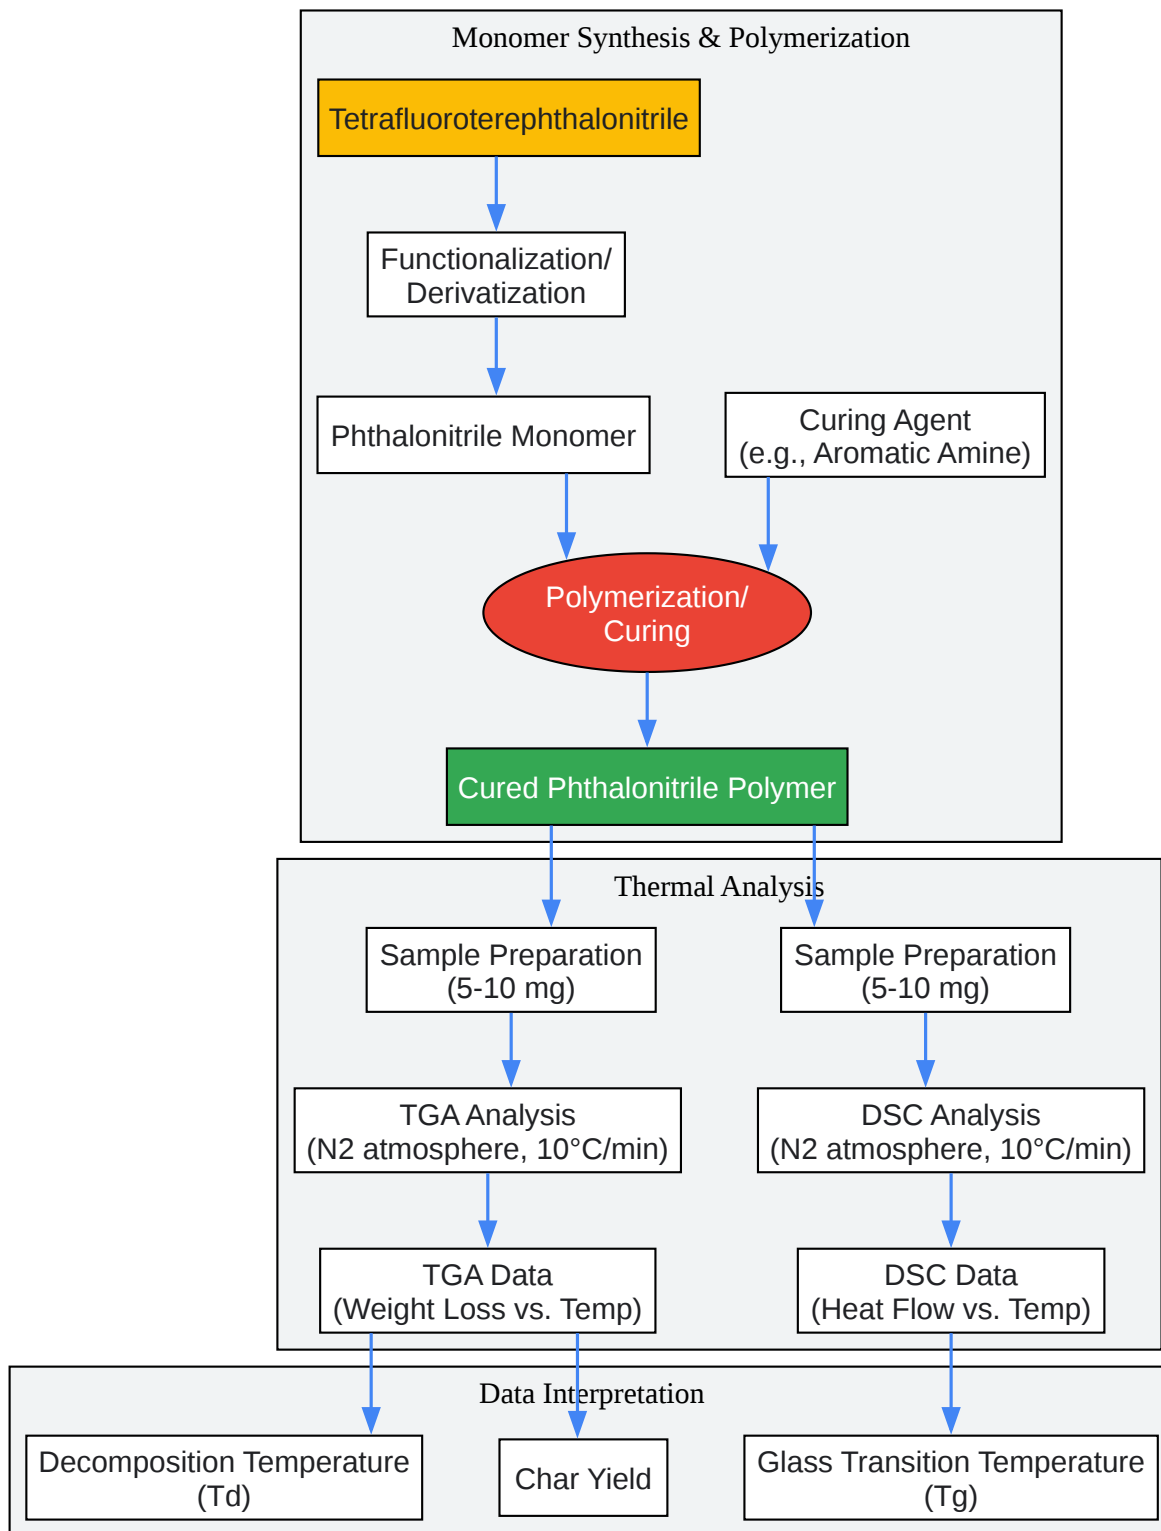 Monomer Synthesis & Polymerization
Tetrafluoroterephthalonitrile
Functionalization/
Derivatization
Phthalonitrile Monomer
Curing Agent
(e.g., Aromatic Amine)
Polymerization/
Curing
Cured Phthalonitrile Polymer
Thermal Analysis
Sample Preparation
(5-10 mg)
Sample Preparation
(5-10 mg)
TGA Analysis
(N2 atmosphere, 10°C/min)
DSC Analysis
(N2 atmosphere, 10°C/min)
TGA Data
(Weight Loss vs. Temp)
DSC Data
(Heat Flow vs. Temp)
Data Interpretation
Decomposition Temperature
(Td)
Char Yield
Glass Transition Temperature
(Tg)